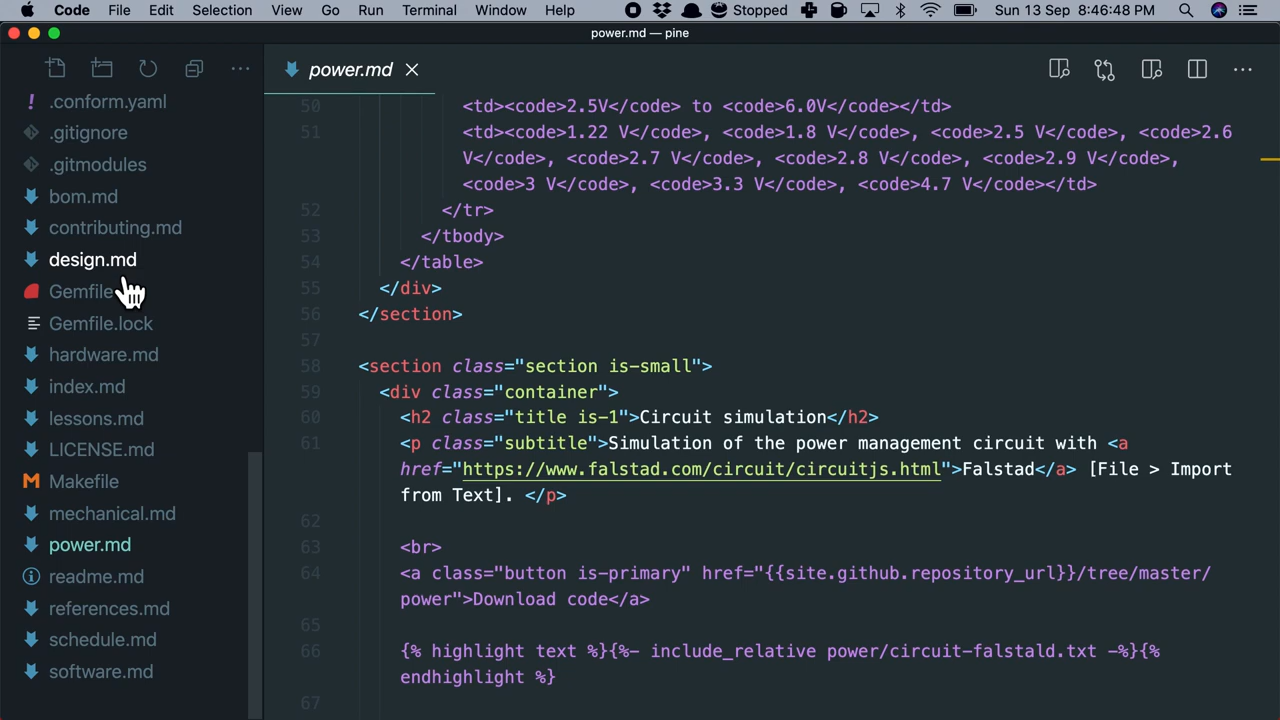 Code File Edit Selection View Go Run Terminal Window Help Stopped Sun 13 Sep 8:46:48 PM
power.md — pine
power.md
.conform.yaml
.gitignore
.gitmodules
bom.md
contributing.md
design.md
Gemfile
Gemfile.lock
hardware.md
index.md
lessons.md
LICENSE.md
Makefile
mechanical.md
power.md
readme.md
references.md
schedule.md
software.md
50 <td><code>2.5V</code> to <code>6.0V</code></td>
51 <td><code>1.22 V</code>, <code>1.8 V</code>, <code>2.5 V</code>, <code>2.6
V</code>, <code>2.7 V</code>, <code>2.8 V</code>, <code>2.9 V</code>,
<code>3 V</code>, <code>3.3 V</code>, <code>4.7 V</code></td>
52 </tr>
53 </tbody>
54 </table>
55 </div>
56 </section>
57
58 <section class="section is-small">
59 <div class="container">
60 <h2 class="title is-1">Circuit simulation</h2>
61 <p class="subtitle">Simulation of the power management circuit with <a
href="https://www.falstad.com/circuit/circuitjs.html">Falstad</a> [File > Import
from Text]. </p>
62
63 <br>
64 <a class="button is-primary" href="{{site.github.repository_url}}/tree/master/
power">Download code</a>
65
66 {% highlight text %}{%- include_relative power/circuit-falstald.txt -%}{%
endhighlight %}
67